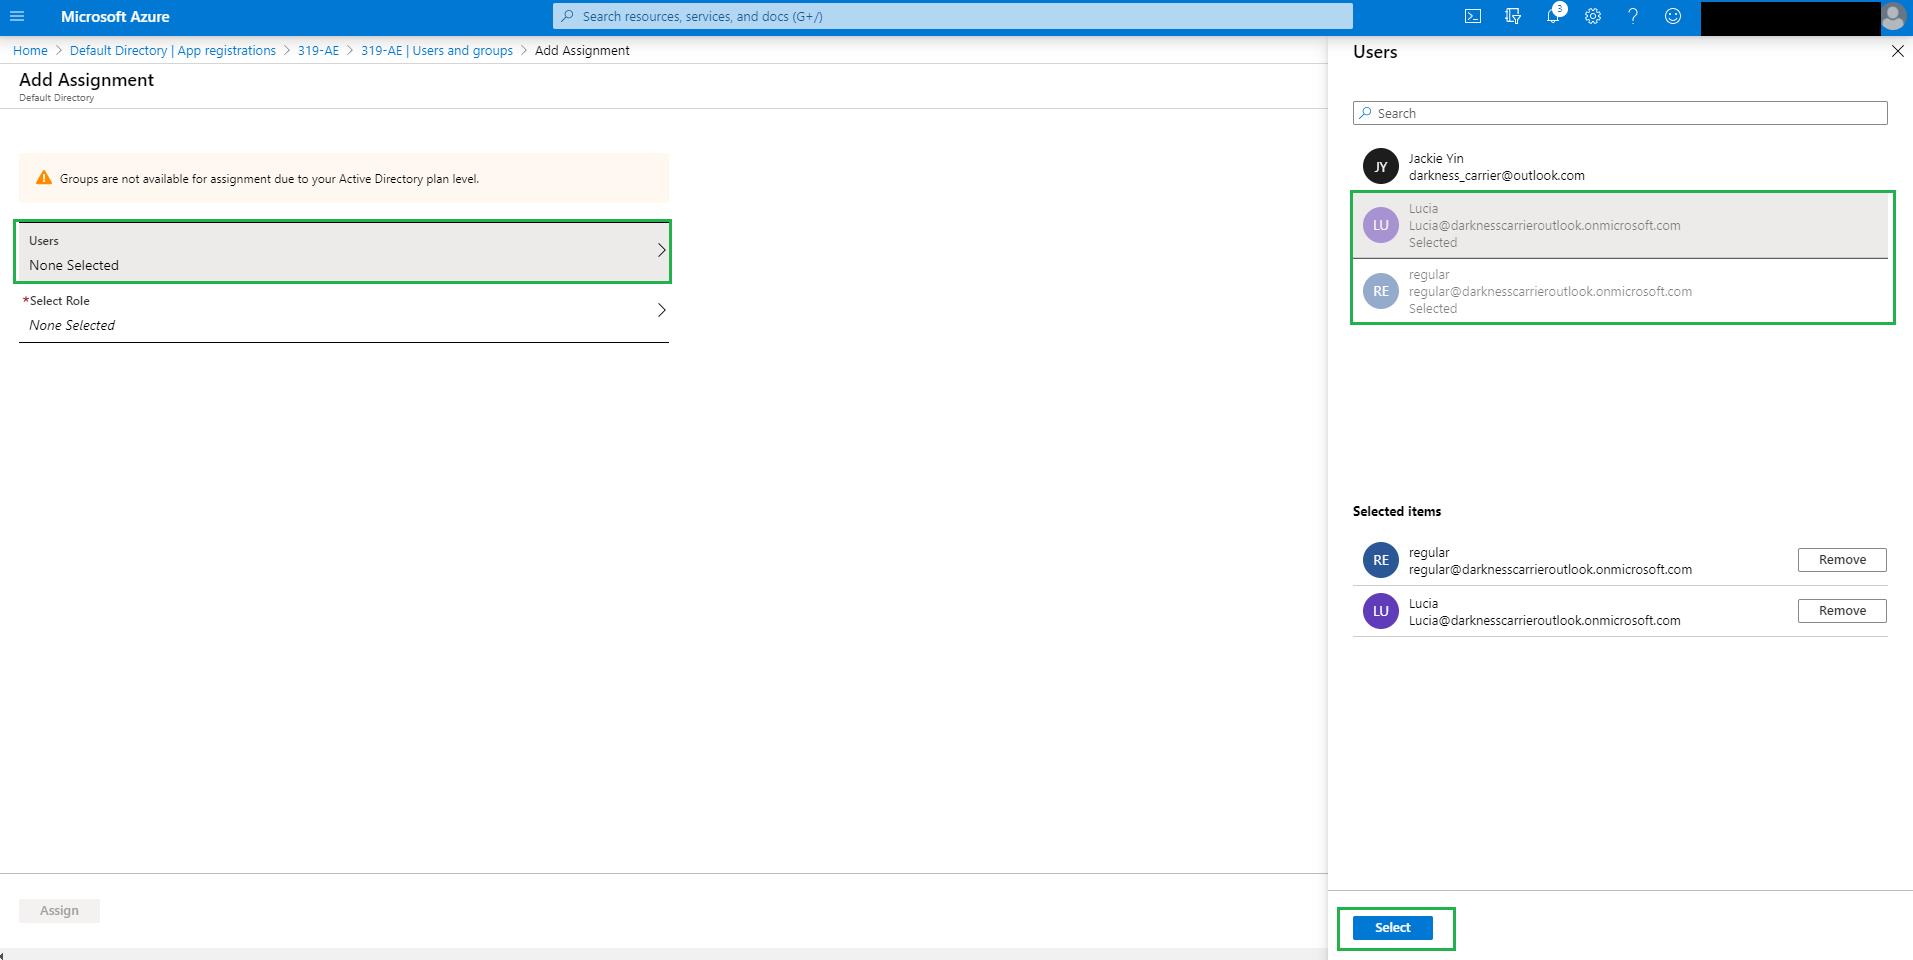 Microsoft Azure
Search resources, services, and docs (G+/)
3
Home > Default Directory | App registrations > 319-AE > 319-AE | Users and groups > Add Assignment
Add Assignment
Default Directory
Groups are not available for assignment due to your Active Directory plan level.
Users
None Selected
*Select Role
None Selected
Assign
Users
Search
JY
Jackie Yin
darkness_carrier@outlook.com
LU
Lucia
Lucia@darknesscarrieroutlook.onmicrosoft.com
Selected
RE
regular
regular@darknesscarrieroutlook.onmicrosoft.com
Selected
Selected items
RE
regular
regular@darknesscarrieroutlook.onmicrosoft.com
Remove
LU
Lucia
Lucia@darknesscarrieroutlook.onmicrosoft.com
Remove
Select